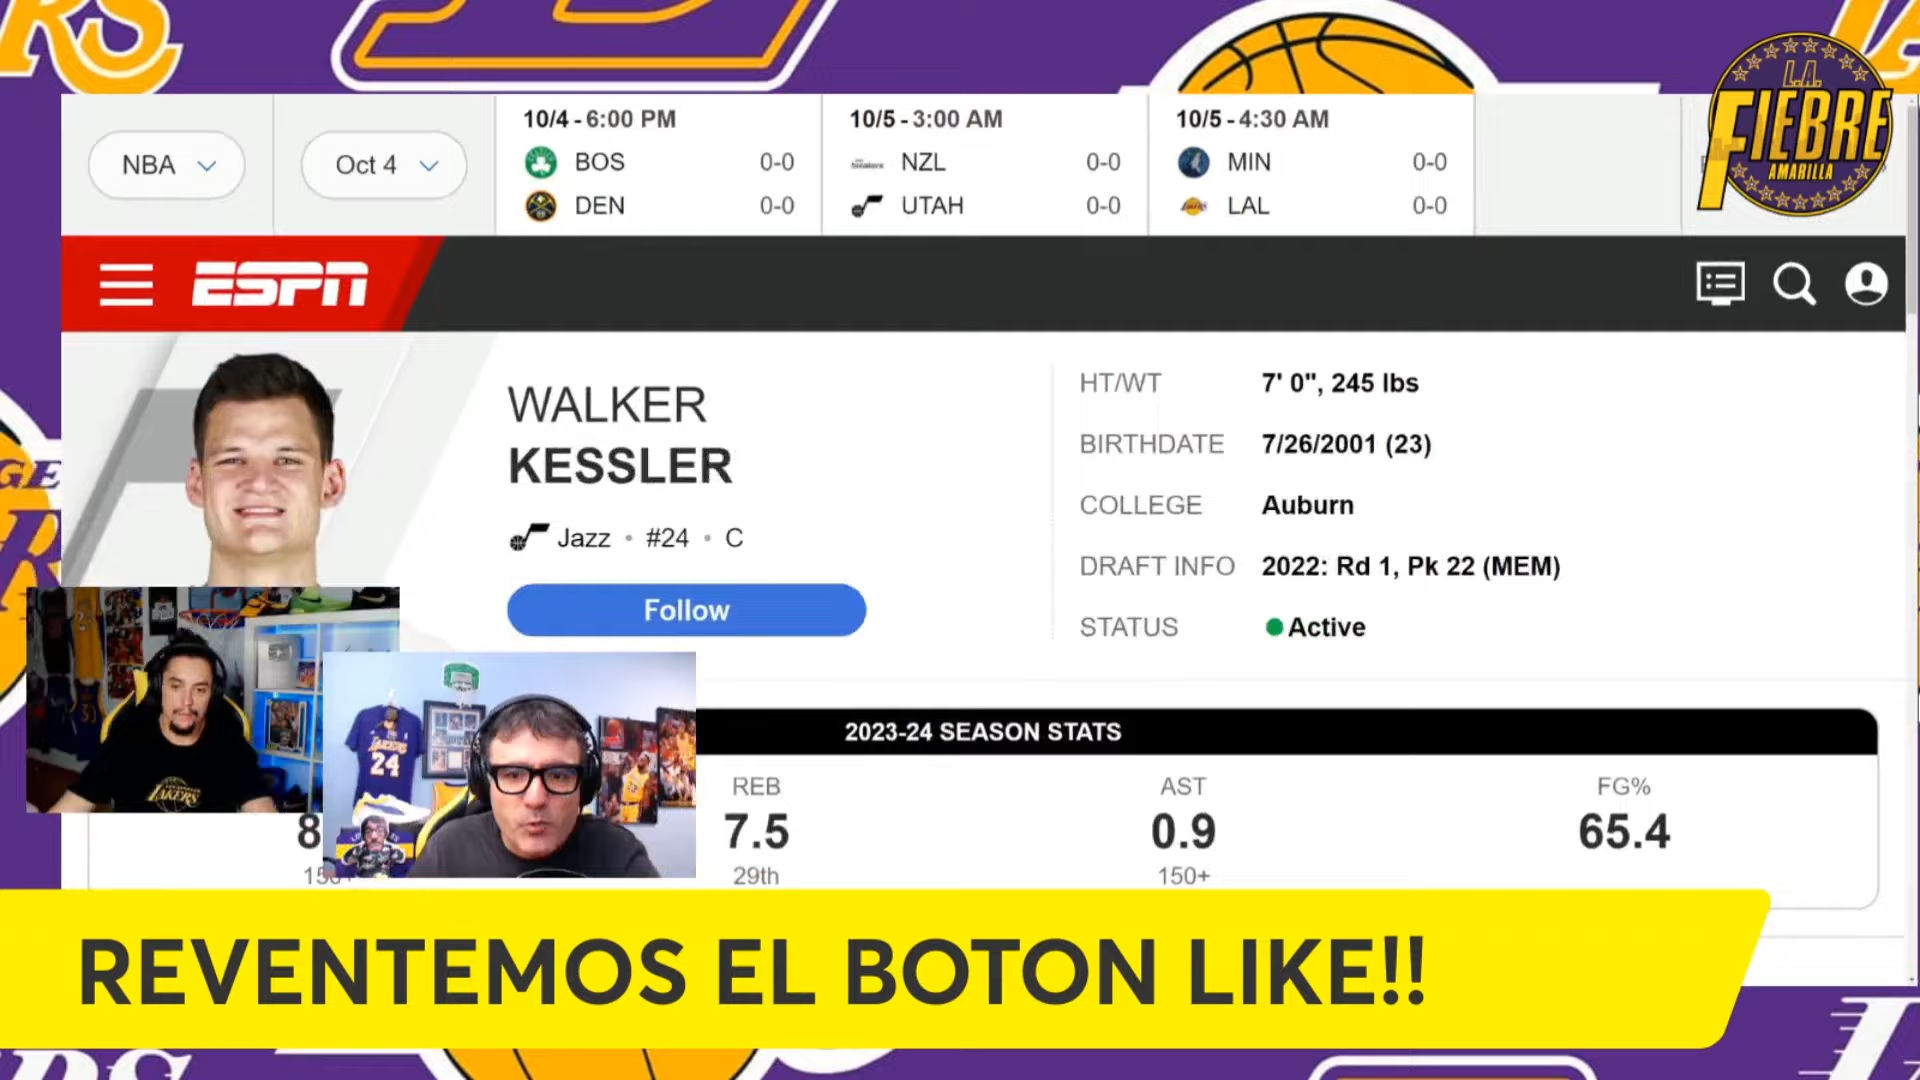 L.A.
FIEBRE
AMARILLA
NBA
Oct 4
10/4 - 6:00 PM
BOS 0-0
DEN 0-0
10/5 - 3:00 AM
NZL 0-0
UTAH 0-0
10/5 - 4:30 AM
MIN 0-0
LAL 0-0
ESPN
WALKER
KESSLER
Jazz • #24 • C
Follow
HT/WT 7' 0", 245 lbs
BIRTHDATE 7/26/2001 (23)
COLLEGE Auburn
DRAFT INFO 2022: Rd 1, Pk 22 (MEM)
STATUS Active
2023-24 SEASON STATS
REB
7.5
29th
AST
0.9
150+
FG%
65.4
8
LAKERS
LAKERS
24
REVENTEMOS EL BOTON LIKE!!